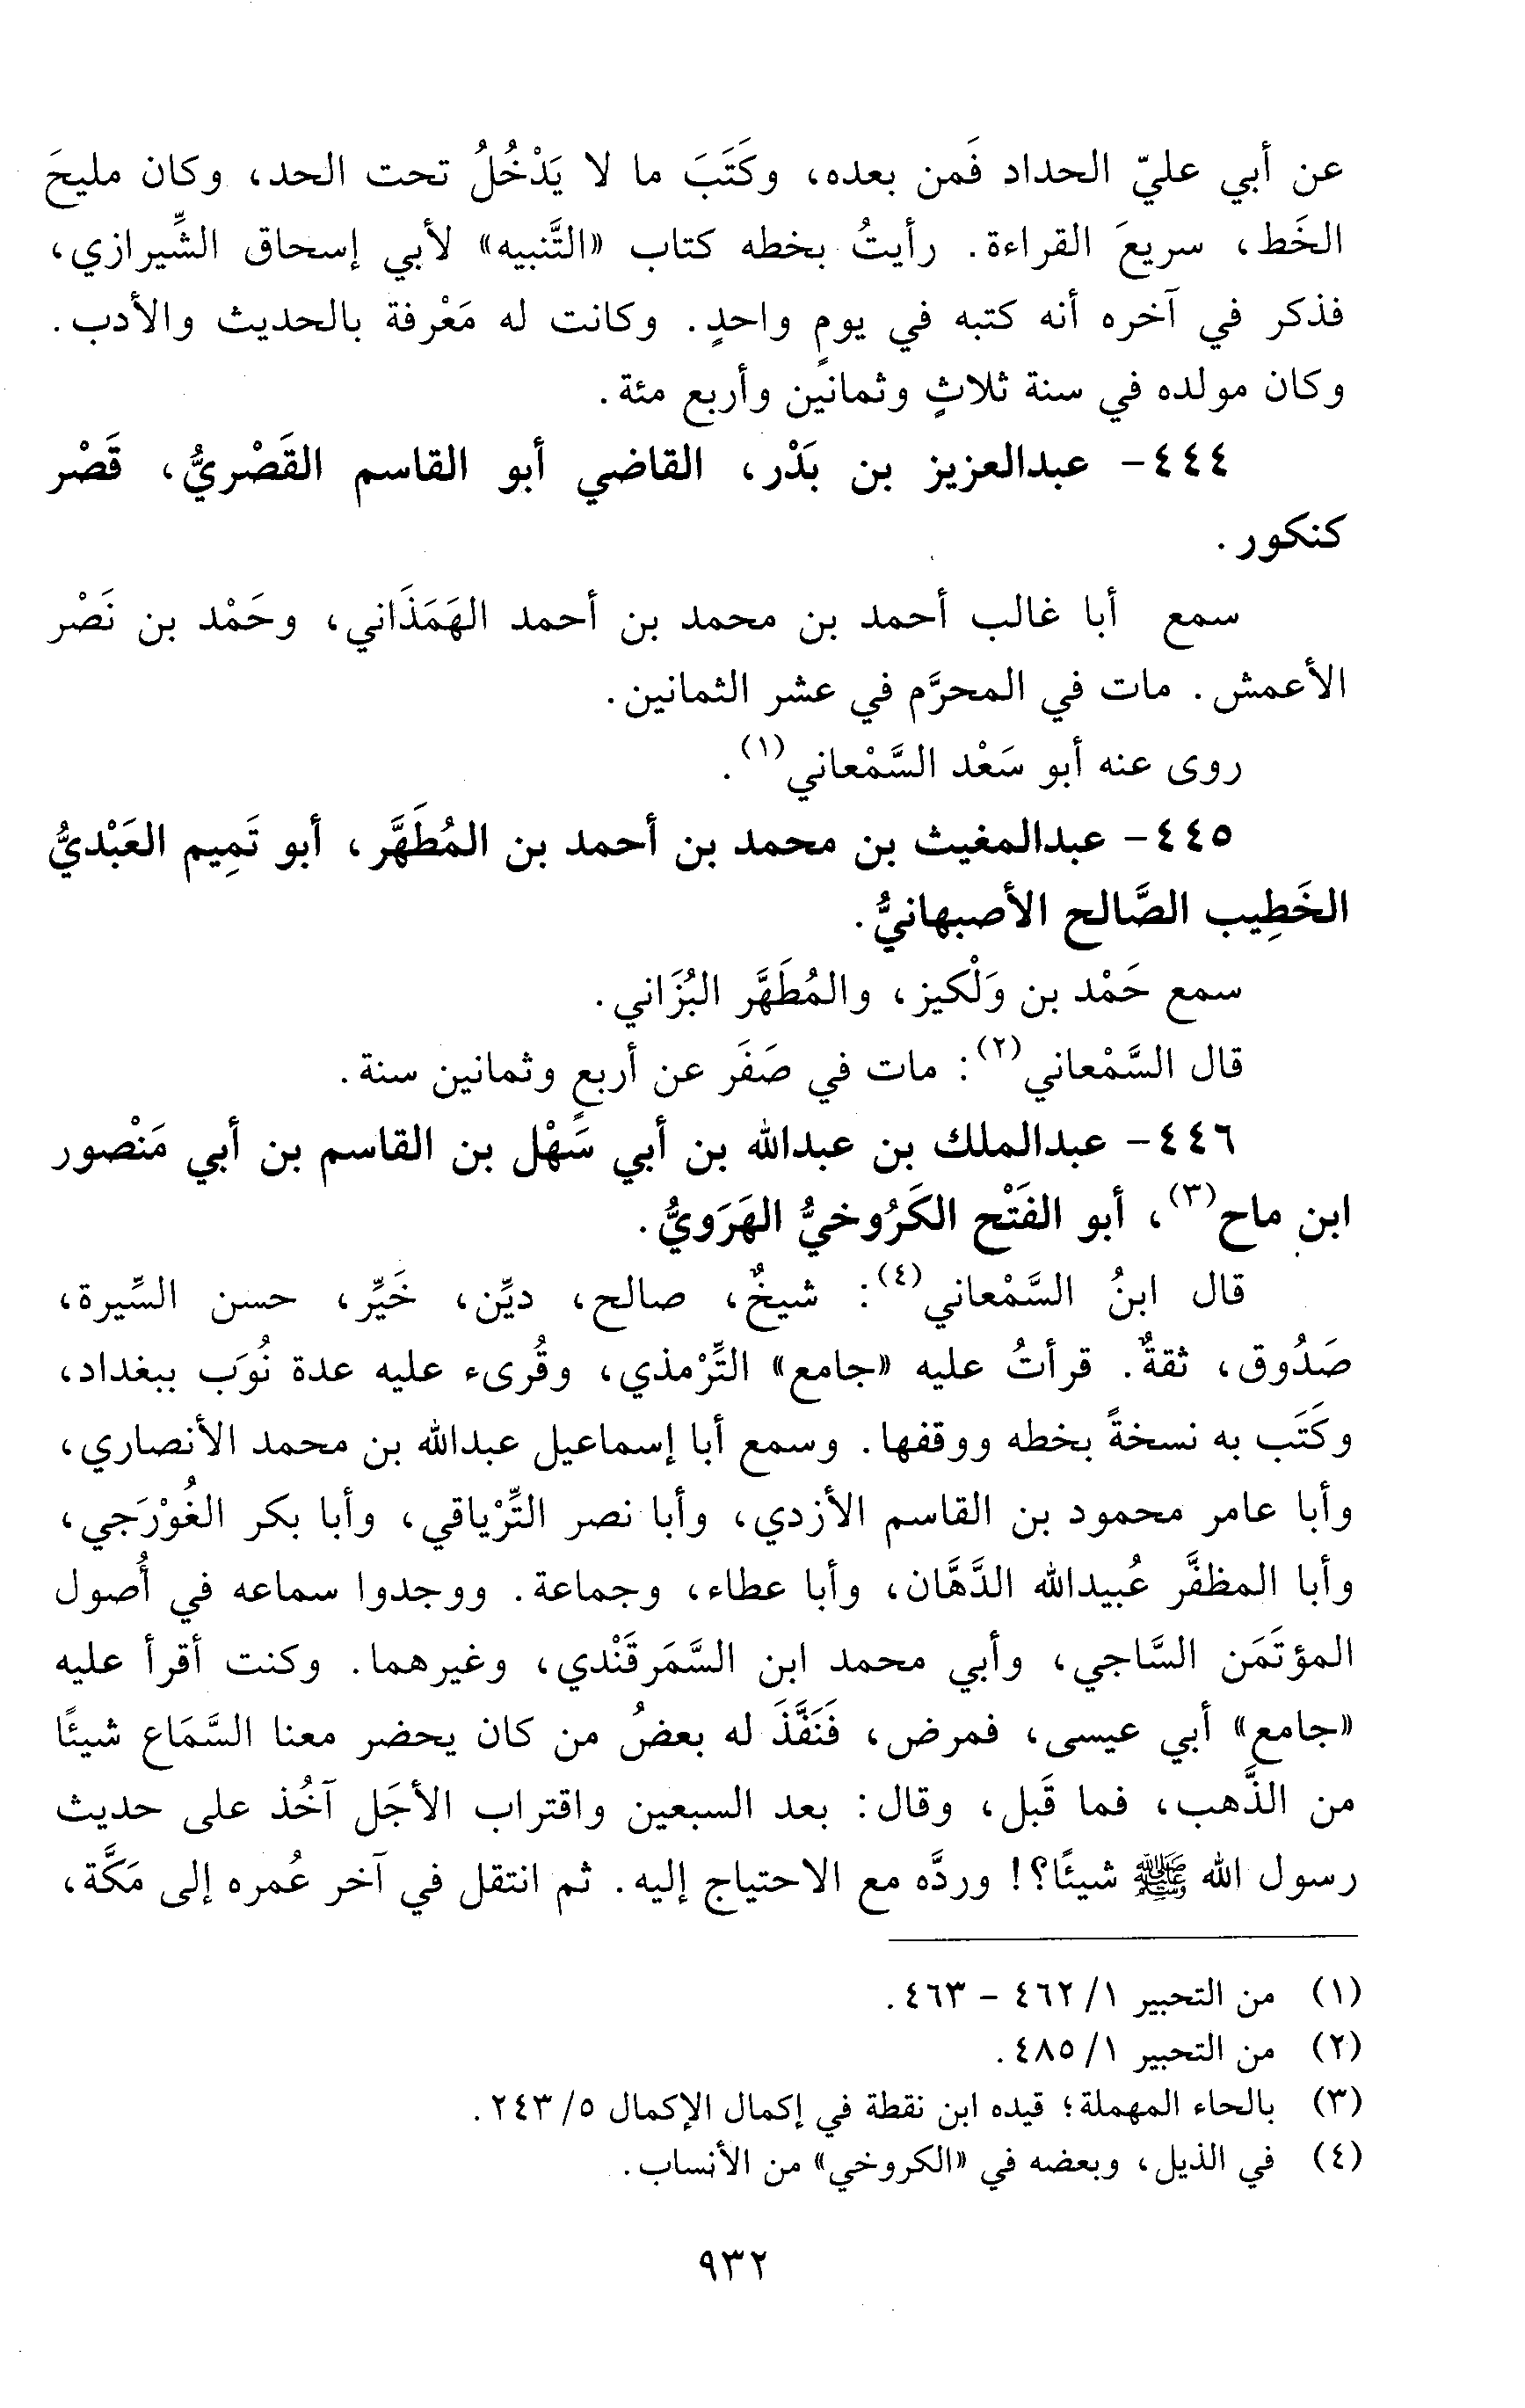 عن أبي عليّ الحداد فَمن بعده، وكَتَبَ ما لا يَدْخُلُ تحت الحد، وكان مليحَ
الخَط، سريعَ القراءة. رأيتُ بخطه كتاب «التَّنبيه» لأبي إسحاق الشِّيرازي،
فذكر في آخره أنه كتبه في يومٍ واحدٍ. وكانت له مَعْرفة بالحديث والأدب.
وكان مولده في سنة ثلاثٍ وثمانين وأربع مئة.
٤٤٤- عبدالعزيز بن بَدْر، القاضي أبو القاسم القَصْريُّ، قَصْر
كنكور.
سمع أبا غالب أحمد بن محمد بن أحمد الهَمَذَاني، وحَمْد بن نَصْر
الأعمش. مات في المحرَّم في عشر الثمانين.
روى عنه أبو سَعْد السَّمْعاني(١).
٤٤٥- عبدالمغيث بن محمد بن أحمد بن المُطَهَّر، أبو تَمِيم العَبْديُّ
الخَطِيب الصَّالح الأصبهانيُّ.
سمع حَمْد بن وَلْكيز، والمُطَهَّر البُزَاني.
قال السَّمْعاني(٢): مات في صَفَر عن أربعٍ وثمانين سنة.
٤٤٦- عبدالملك بن عبدالله بن أبي سَهْل بن القاسم بن أبي مَنْصور
ابن ماح(٣)، أبو الفَتْح الكَرُوخيُّ الهَرَويُّ.
قال ابنُ السَّمْعاني(٤): شيخٌ، صالح، ديِّن، خَيِّر، حسن السِّيرة،
صَدُوق، ثقةٌ. قرأتُ عليه «جامع» التِّرْمذي، وقُرىء عليه عدة نُوَب ببغداد،
وكَتَب به نسخةً بخطه ووقفها. وسمع أبا إسماعيل عبدالله بن محمد الأنصاري،
وأبا عامر محمود بن القاسم الأزدي، وأبا نصر التِّرْياقي، وأبا بكر الغُوْرَجي،
وأبا المظفَّر عُبيدالله الدَّهَّان، وأبا عطاء، وجماعة. ووجدوا سماعه في أُصول
المؤتَمَن السَّاجي، وأبي محمد ابن السَّمَرقَنْدي، وغيرهما. وكنت أقرأ عليه
«جامع» أبي عيسى، فمرض، فَنَفَّذَ له بعضُ من كان يحضر معنا السَّمَاع شيئًا
من الذَّهب، فما قَبل، وقال: بعد السبعين واقتراب الأجَل آخُذ على حديث
رسول الله ﷺ شيئًا؟! وردَّه مع الاحتياج إليه. ثم انتقل في آخر عُمره إلى مَكَّة،
(١) من التحبير ١/ ٤٦٢ - ٤٦٣.
(٢) من التحبير ١/ ٤٨٥.
(٣) بالحاء المهملة؛ قيده ابن نقطة في إكمال الإكمال ٥/ ٢٤٣.
(٤) في الذيل، وبعضه في «الكروخي» من الأنساب.
٩٣٢